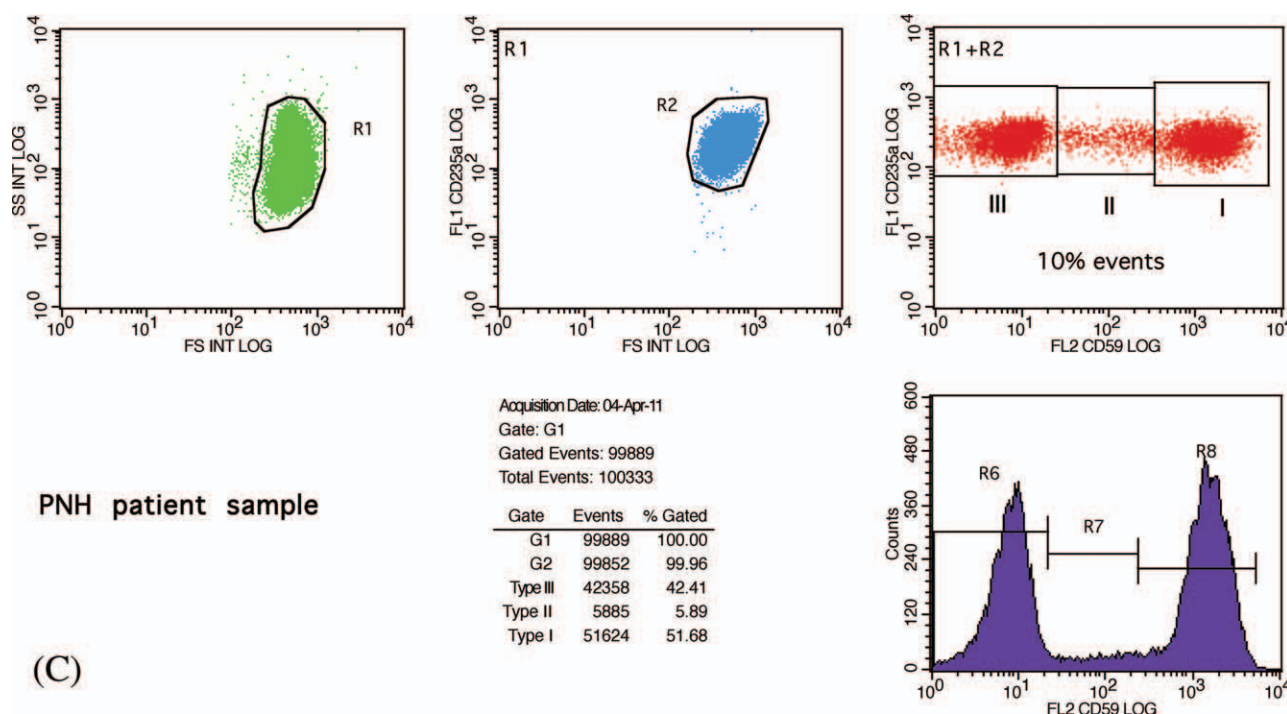 10⁴
10³
10²
10¹
10⁰
SS INT LOG
R1
10⁰ 10¹ 10² 10³ 10⁴
FS INT LOG
10⁴
10³
10²
10¹
10⁰
FL1 CD235a LOG
R1
R2
10⁰ 10¹ 10² 10³ 10⁴
FS INT LOG
10⁴
10³
10²
10¹
10⁰
FL1 CD235a LOG
R1+R2
III II I
10% events
10⁰ 10¹ 10² 10³ 10⁴
FL2 CD59 LOG
PNH patient sample
(C)
Acquisition Date: 04-Apr-11
Gate: G1
Gated Events: 99889
Total Events: 100333
Gate Events % Gated
G1 99889 100.00
G2 99852 99.96
Type III 42358 42.41
Type II 5885 5.89
Type I 51624 51.68
600
480
360
240
120
0
Counts
R6 R7 R8
10⁰ 10¹ 10² 10³ 10⁴
FL2 CD59 LOG